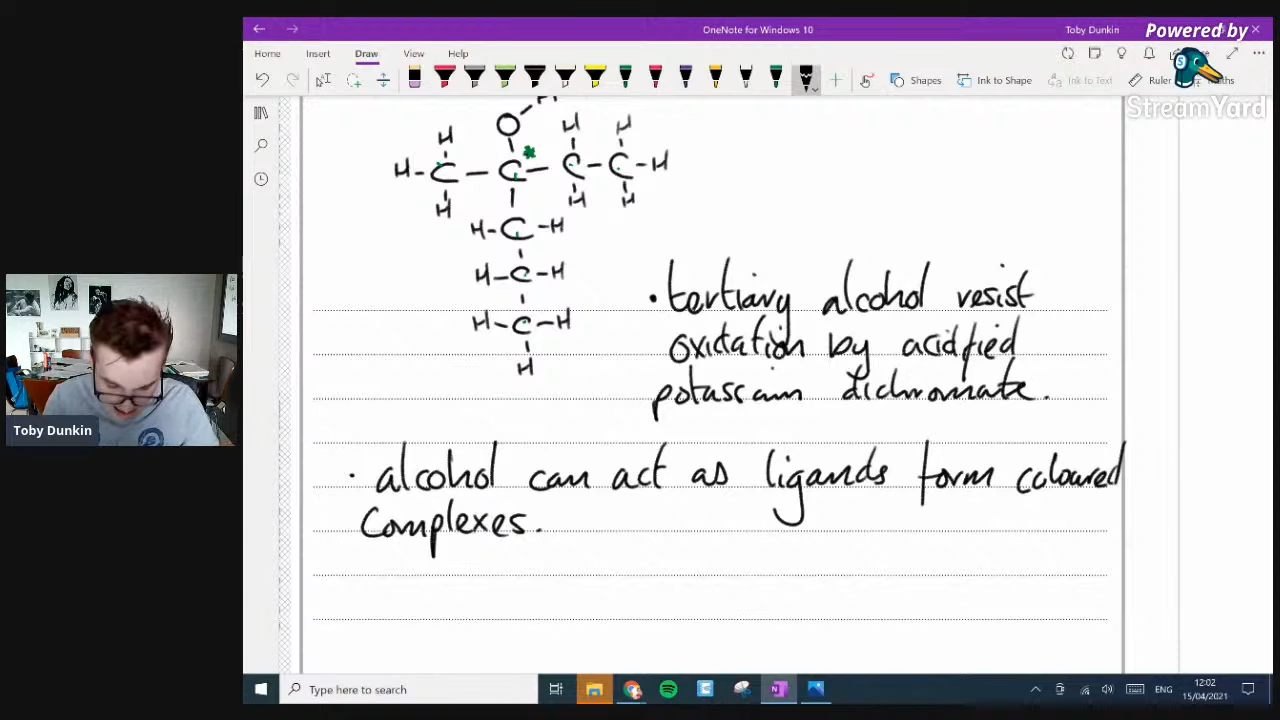 OneNote for Windows 10
Toby Dunkin
Powered by
StreamYard
Home Insert Draw View Help
Shapes Ink to Shape Ink to Text Ruler
H
O H H
H
H-C-C-C-C-H
H H H
H-C-H
H-C-H
H-C-H
H
• tertiary alcohol resist
oxidation by acidfied
potassium dichromate.
Toby Dunkin
• alcohol can act as ligands form coloured
Complexes.
Type here to search
ENG
12:02
15/04/2021